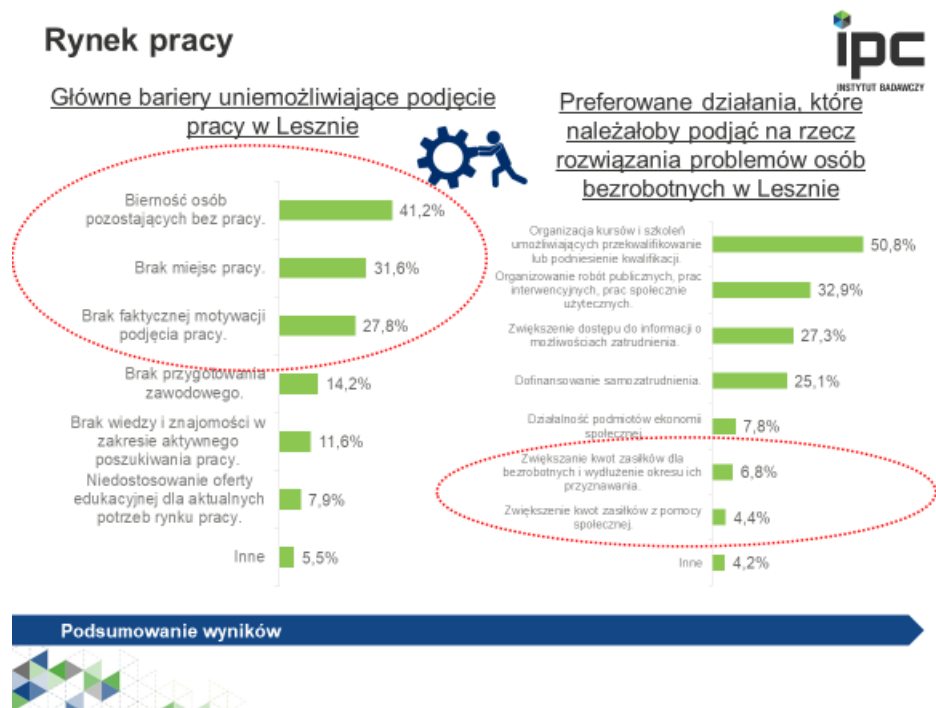 Rynek pracy
ipc
INSTYTUT BADAWCZY
Główne bariery uniemożliwiające podjęcie
pracy w Lesznie
Bierność osób
pozostających bez pracy.
41,2%
Brak miejsc pracy.
31,6%
Brak faktycznej motywacji
podjęcia pracy.
27,8%
Brak przygotowania
zawodowego.
14,2%
Brak wiedzy i znajomości w
zakresie aktywnego
poszukiwania pracy.
11,6%
Niedostosowanie oferty
edukacyjnej dla aktualnych
potrzeb rynku pracy.
7,9%
Inne
5,5%
Preferowane działania, które
należałoby podjąć na rzecz
rozwiązania problemów osób
bezrobotnych w Lesznie
Organizacja kursów i szkoleń
umożliwiających przekwalifikowanie
lub podniesienie kwalifikacji.
50,8%
Organizowanie robót publicznych, prac
interwencyjnych, prac społecznie
użytecznych.
32,9%
Zwiększenie dostępu do informacji o
możliwościach zatrudnienia.
27,3%
Dofinansowanie samozatrudnienia.
25,1%
Działalność podmiotów ekonomii
społecznej.
7,8%
Zwiększanie kwot zasiłków dla
bezrobotnych i wydłużenie okresu ich
przyznawania.
6,8%
Zwiększenie kwot zasiłków z pomocy
społecznej.
4,4%
Inne
4,2%
Podsumowanie wyników